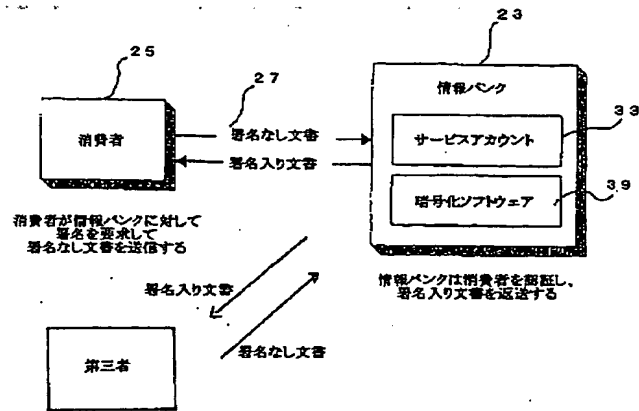 23
25
27
情報バンク
消費者
署名なし文書
サービスアカウント
33
署名入り文書
暗号化ソフトウェア
39
消費者が情報バンクに対して
署名を要求して
署名なし文書を送信する
情報バンクは消費者を認証し、
署名入り文書を返送する
署名入り文書
署名なし文書
第三者